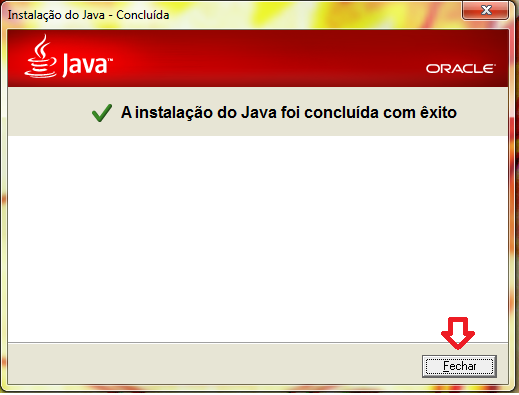 Instalação do Java - Concluída
Java™
ORACLE®
A instalação do Java foi concluída com êxito
Fechar